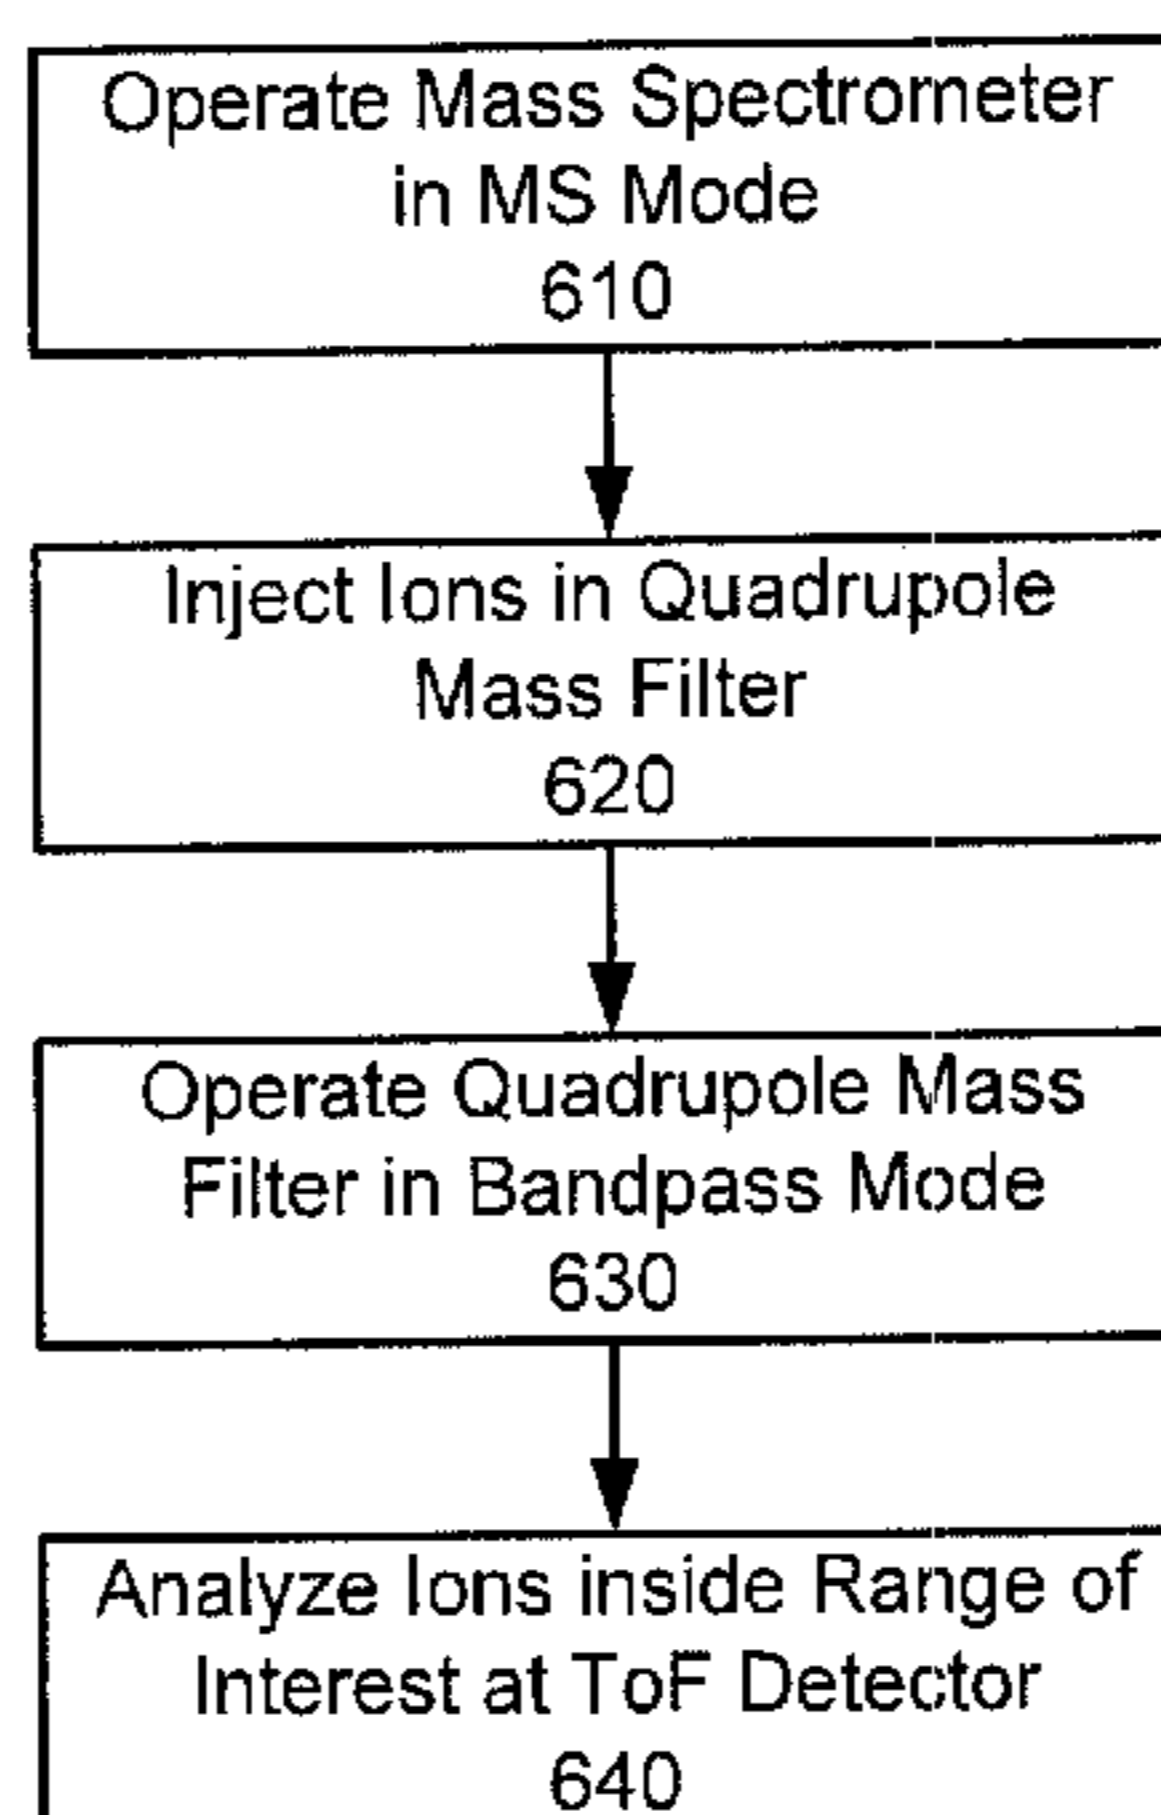 Operate Mass Spectrometer
in MS Mode
610
Inject Ions in Quadrupole
Mass Filter
620
Operate Quadrupole Mass
Filter in Bandpass Mode
630
Analyze Ions inside Range of
Interest at ToF Detector
640